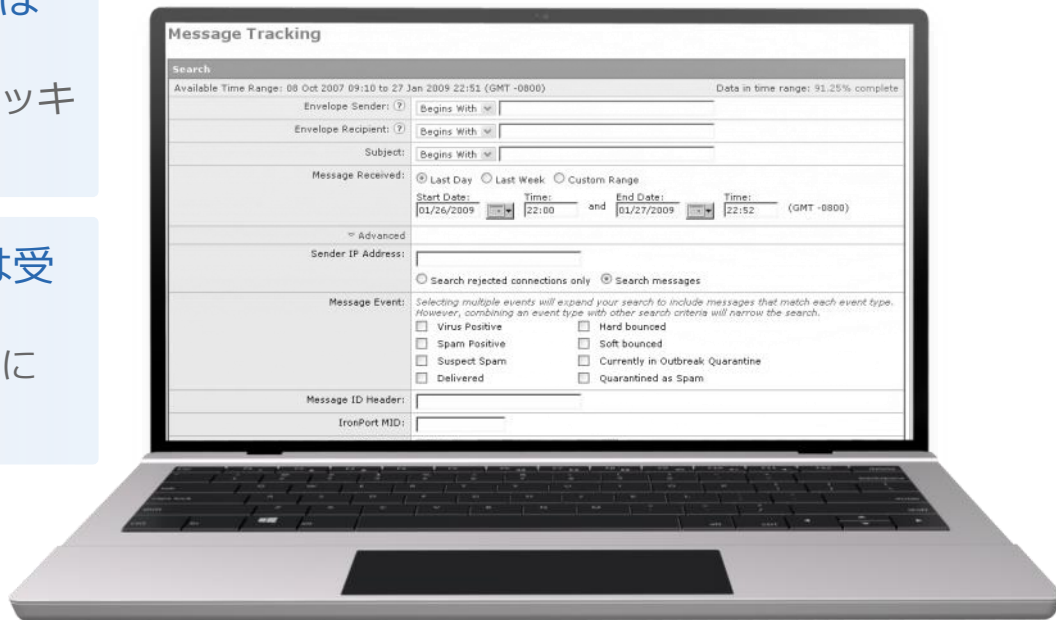 は
ッキ
は受
に
Message Tracking
Search
Available Time Range: 08 Oct 2007 09:10 to 27 Jan 2009 22:51 (GMT -0800) Data in time range: 91.25% complete
Envelope Sender: ? Begins With
Envelope Recipient: ? Begins With
Subject: Begins With
Message Received: Last Day Last Week Custom Range
Start Date: Time: End Date: Time:
01/26/2009 22:00 and 01/27/2009 22:52 (GMT -0800)
Advanced
Sender IP Address:
Search rejected connections only Search messages
Message Event: Selecting multiple events will expand your search to include messages that match each event type.
However, combining an event type with other search criteria will narrow the search.
Virus Positive Hard bounced
Spam Positive Soft bounced
Suspect Spam Currently in Outbreak Quarantine
Delivered Quarantined as Spam
Message ID Header:
IronPort MID: